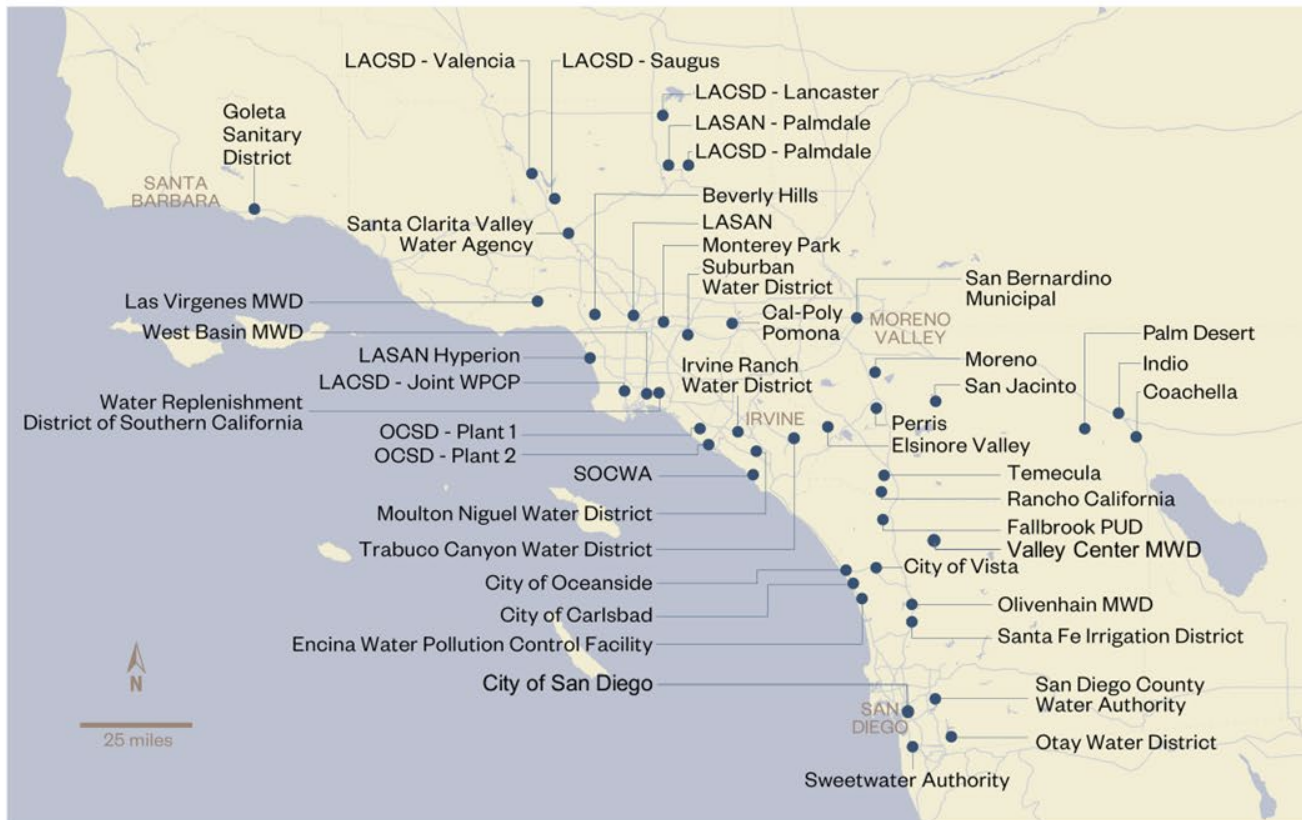 LACSD - Valencia
LACSD - Saugus
LACSD - Lancaster
LASAN - Palmdale
LACSD - Palmdale
Goleta
Sanitary
District
SANTA
BARBARA
Beverly Hills
LASAN
Monterey Park
Suburban
Water District
Santa Clarita Valley
Water Agency
San Bernardino
Municipal
Las Virgenes MWD
West Basin MWD
Cal-Poly
Pomona
MORENO
VALLEY
Palm Desert
Indio
Coachella
LASAN Hyperion
LACSD - Joint WPCP
Irvine Ranch
Water District
Moreno
San Jacinto
Water Replenishment
District of Southern California
IRVINE
Perris
Elsinore Valley
OCSD - Plant 1
OCSD - Plant 2
SOCWA
Temecula
Rancho California
Moulton Niguel Water District
Fallbrook PUD
Trabuco Canyon Water District
Valley Center MWD
City of Vista
City of Oceanside
City of Carlsbad
Olivenhain MWD
Encina Water Pollution Control Facility
Santa Fe Irrigation District
N
25 miles
City of San Diego
San Diego County
Water Authority
SAN
DIEGO
Otay Water District
Sweetwater Authority